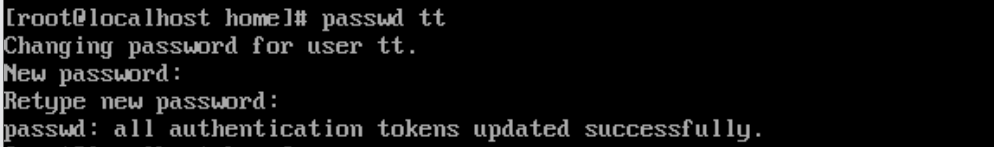 [root@localhost home]# passwd tt
Changing password for user tt.
New password:
Retype new password:
passwd: all authentication tokens updated successfully.